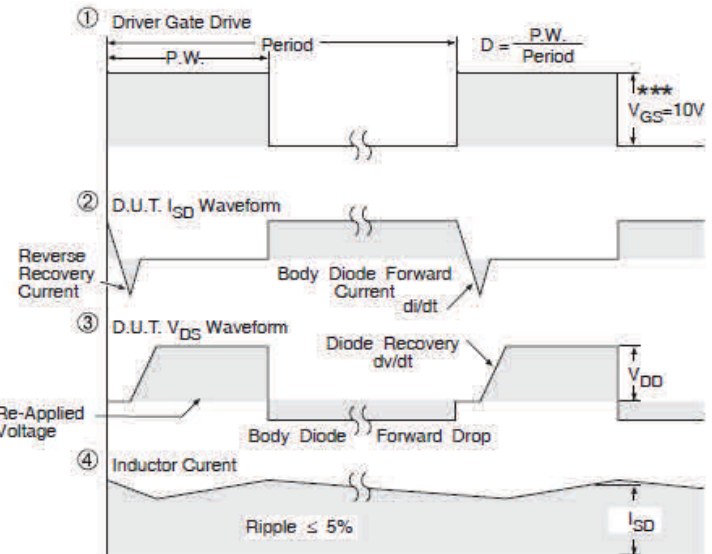 ① Driver Gate Drive
P.W.
Period
D = P.W.
Period
***
VGS=10V
② D.U.T. ISD Waveform
Reverse
Recovery
Current
Body Diode Forward
Current
di/dt
③ D.U.T. VDS Waveform
Diode Recovery
dv/dt
VDD
Re-Applied
Voltage
Body Diode Forward Drop
④ Inductor Curent
Ripple ≤ 5%
ISD